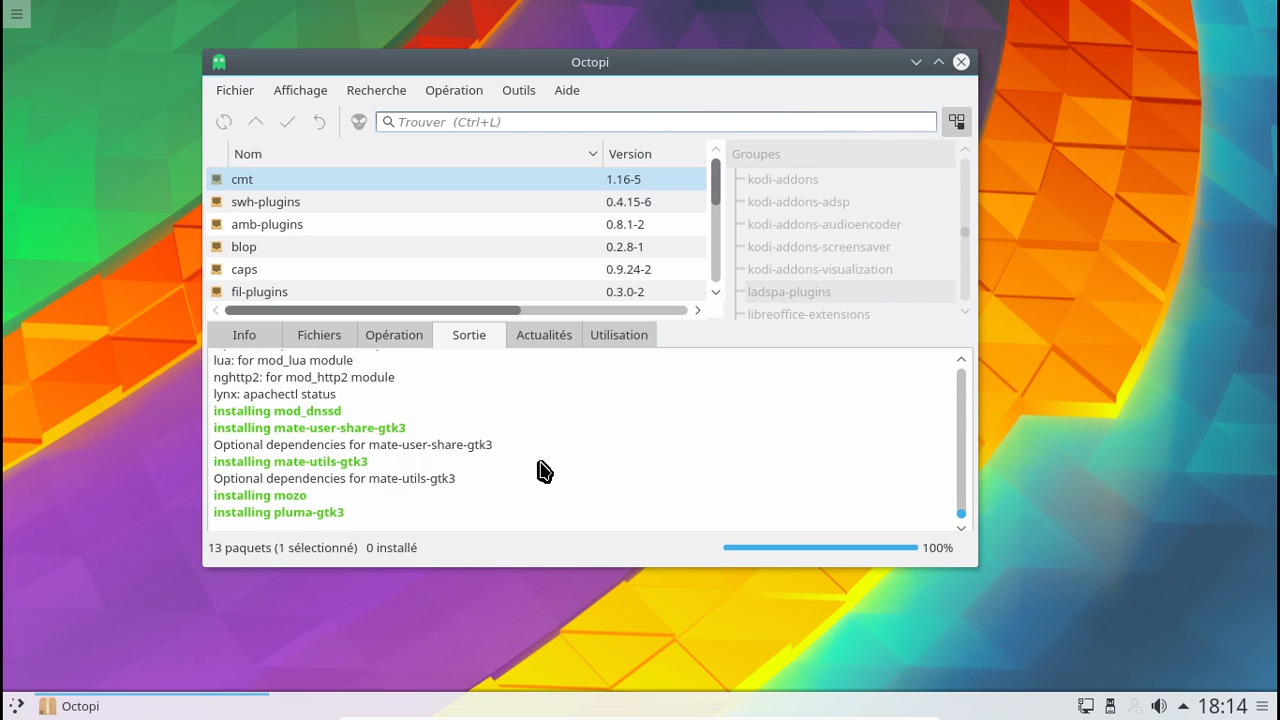 Octopi
Fichier Affichage Recherche Opération Outils Aide
Trouver (Ctrl+L)
Nom Version
cmt 1.16-5
swh-plugins 0.4.15-6
amb-plugins 0.8.1-2
blop 0.2.8-1
caps 0.9.24-2
fil-plugins 0.3.0-2
Groupes
kodi-addons
kodi-addons-adsp
kodi-addons-audioencoder
kodi-addons-screensaver
kodi-addons-visualization
ladspa-plugins
libreoffice-extensions
Info Fichiers Opération Sortie Actualités Utilisation
lua: for mod_lua module
nghttp2: for mod_http2 module
lynx: apachectl status
installing mod_dnssd
installing mate-user-share-gtk3
Optional dependencies for mate-user-share-gtk3
installing mate-utils-gtk3
Optional dependencies for mate-utils-gtk3
installing mozo
installing pluma-gtk3
13 paquets (1 sélectionné) 0 installé 100%
Octopi 18:14